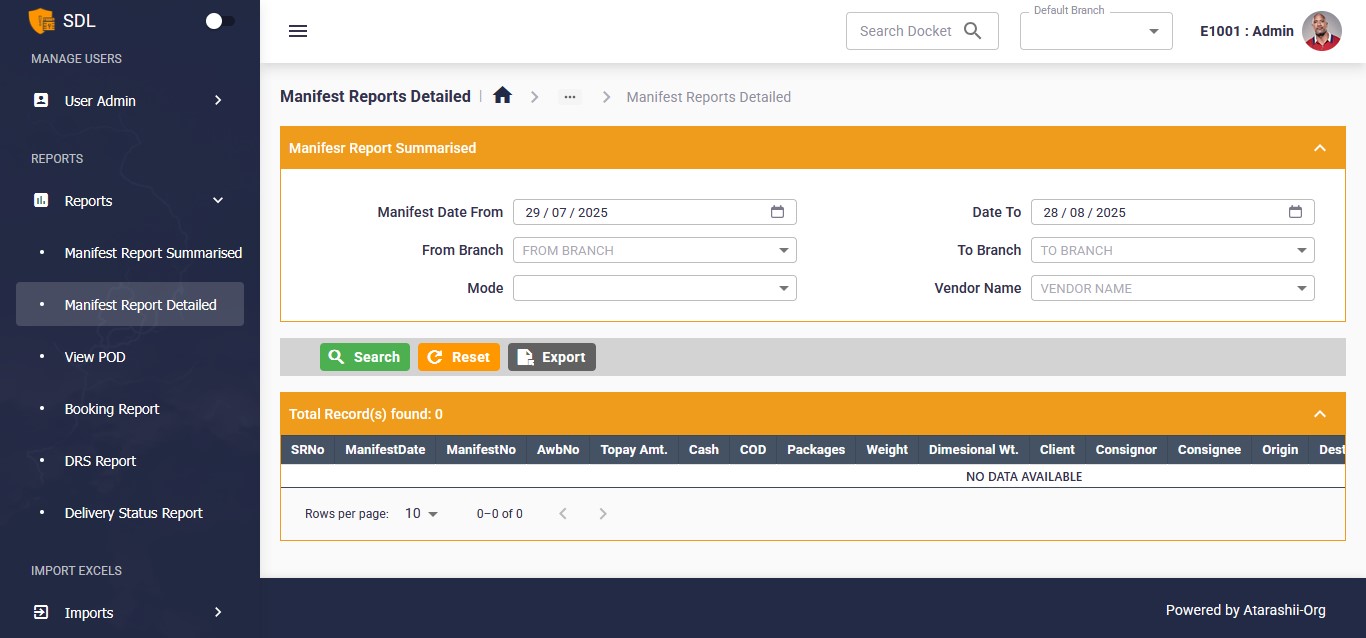 SDL
MANAGE USERS
User Admin
REPORTS
Reports
Manifest Report Summarised
Manifest Report Detailed
View POD
Booking Report
DRS Report
Delivery Status Report
IMPORT EXCELS
Imports
Search Docket
Default Branch
E1001 : Admin
Manifest Reports Detailed | ... Manifest Reports Detailed
Manifesr Report Summarised
Manifest Date From 29 / 07 / 2025 Date To 28 / 08 / 2025
From Branch FROM BRANCH To Branch TO BRANCH
Mode Vendor Name VENDOR NAME
Search Reset Export
Total Record(s) found: 0
SRNo ManifestDate ManifestNo AwbNo Topay Amt. Cash COD Packages Weight Dimesional Wt. Client Consignor Consignee Origin Dest
NO DATA AVAILABLE
Rows per page: 10 0–0 of 0
Powered by Atarashii-Org